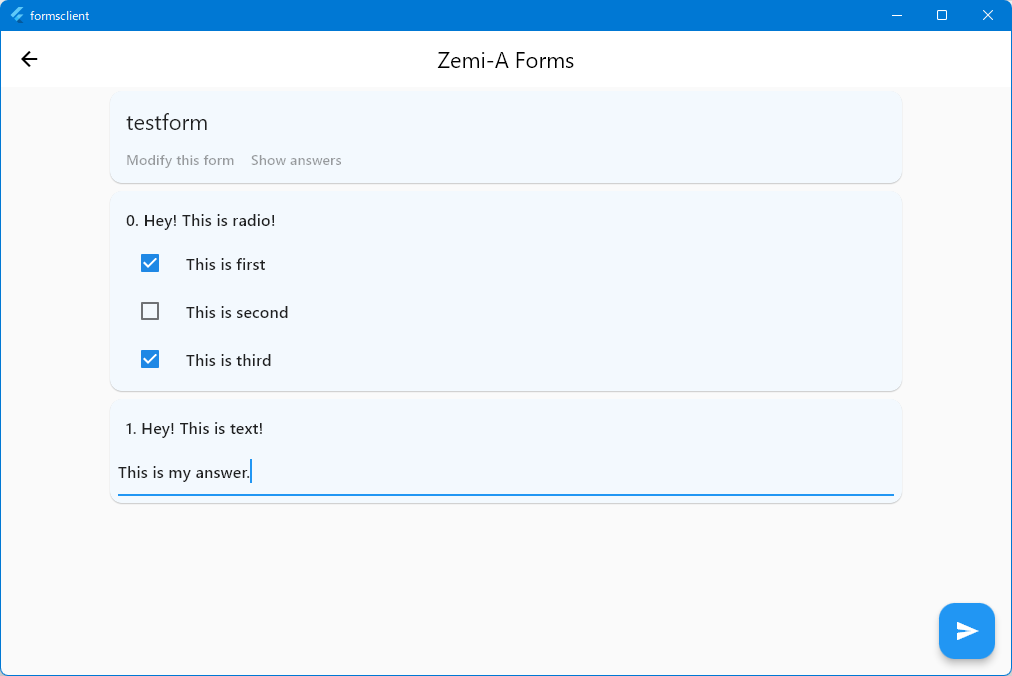 formsclient
Zemi-A Forms
testform
Modify this form Show answers
0. Hey! This is radio!
This is first
This is second
This is third
1. Hey! This is text!
This is my answer.